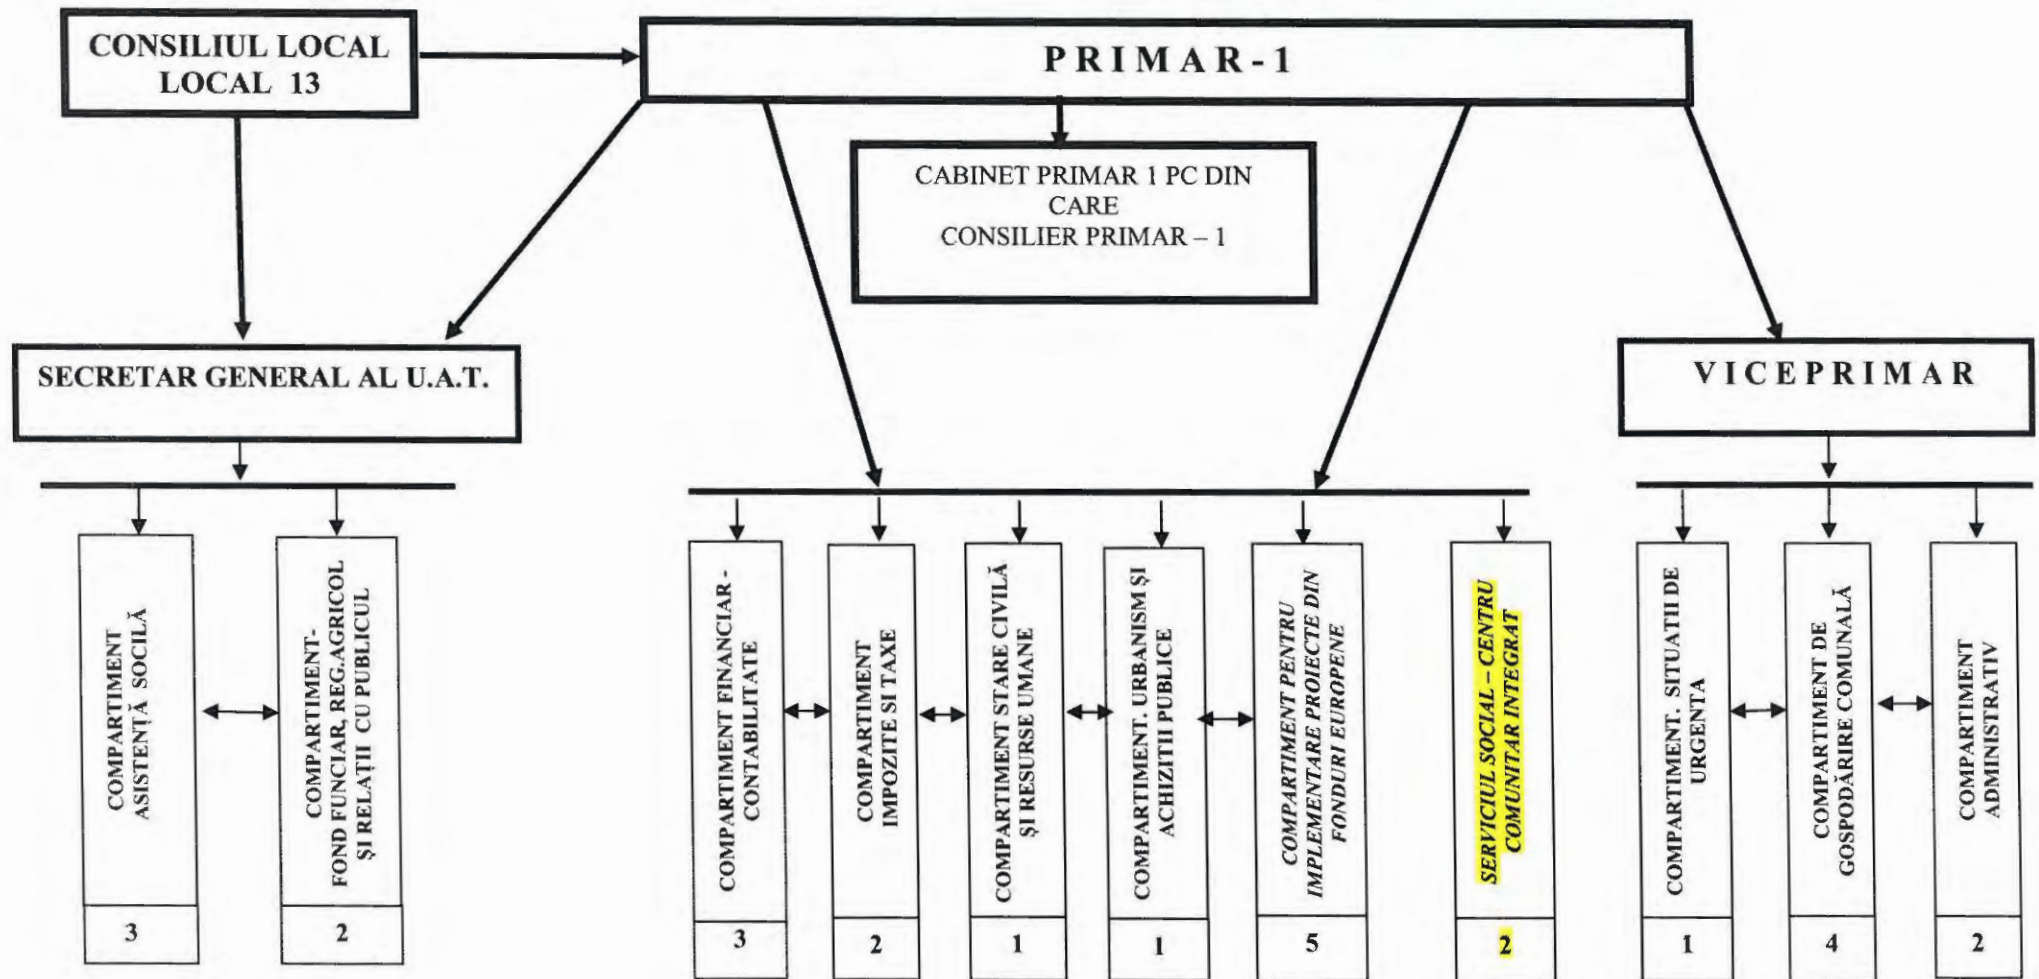 CONSILIUL LOCAL
LOCAL 13
PRIMAR-1
CABINET PRIMAR 1 PC DIN
CARE
CONSILIER PRIMAR – 1
SECRETAR GENERAL AL U.A.T.
VICEPRIMAR
COMPARTIMENT
ASISTENȚĂ SOCILĂ
3
COMPARTIMENT-
FOND FUNCIAR, REG.AGRICOL
ȘI RELAȚII CU PUBLICUL
2
COMPARTIMENT FINANCIAR -
CONTABILITATE
3
COMPARTIMENT
IMPOZITE SI TAXE
2
COMPARTIMENT STARE CIVILĂ
ȘI RESURSE UMANE
1
COMPARTIMENT. URBANISM ȘI
ACHIZITII PUBLICE
1
COMPARTIMENT PENTRU
IMPLEMENTARE PROIECTE DIN
FONDURI EUROPENE
5
SERVICIUL SOCIAL – CENTRU
COMUNITAR INTEGRAT
2
COMPARTIMENT. SITUATII DE
URGENTA
1
COMPARTIMENT DE
GOSPODĂRIRE COMUNALĂ
4
COMPARTIMENT
ADMINISTRATIV
2